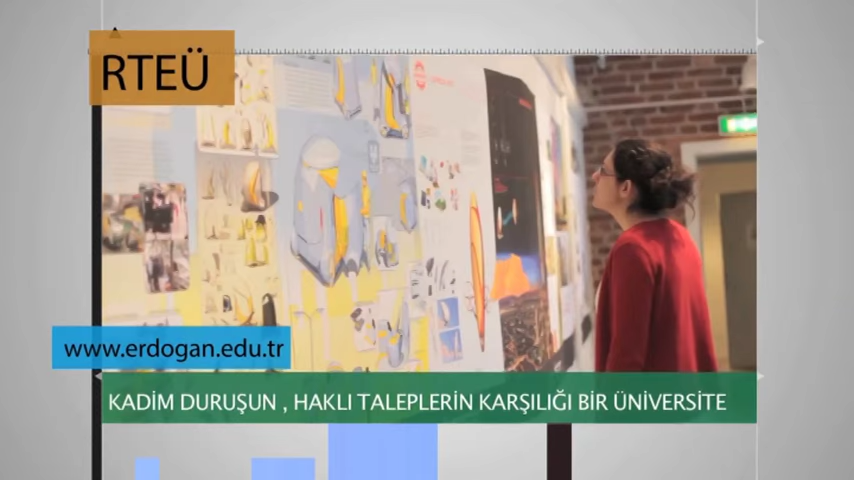 RTEÜ
www.erdogan.edu.tr
KADİM DURUŞUN , HAKLI TALEPLERİN KARŞILIĞI BİR ÜNİVERSİTE